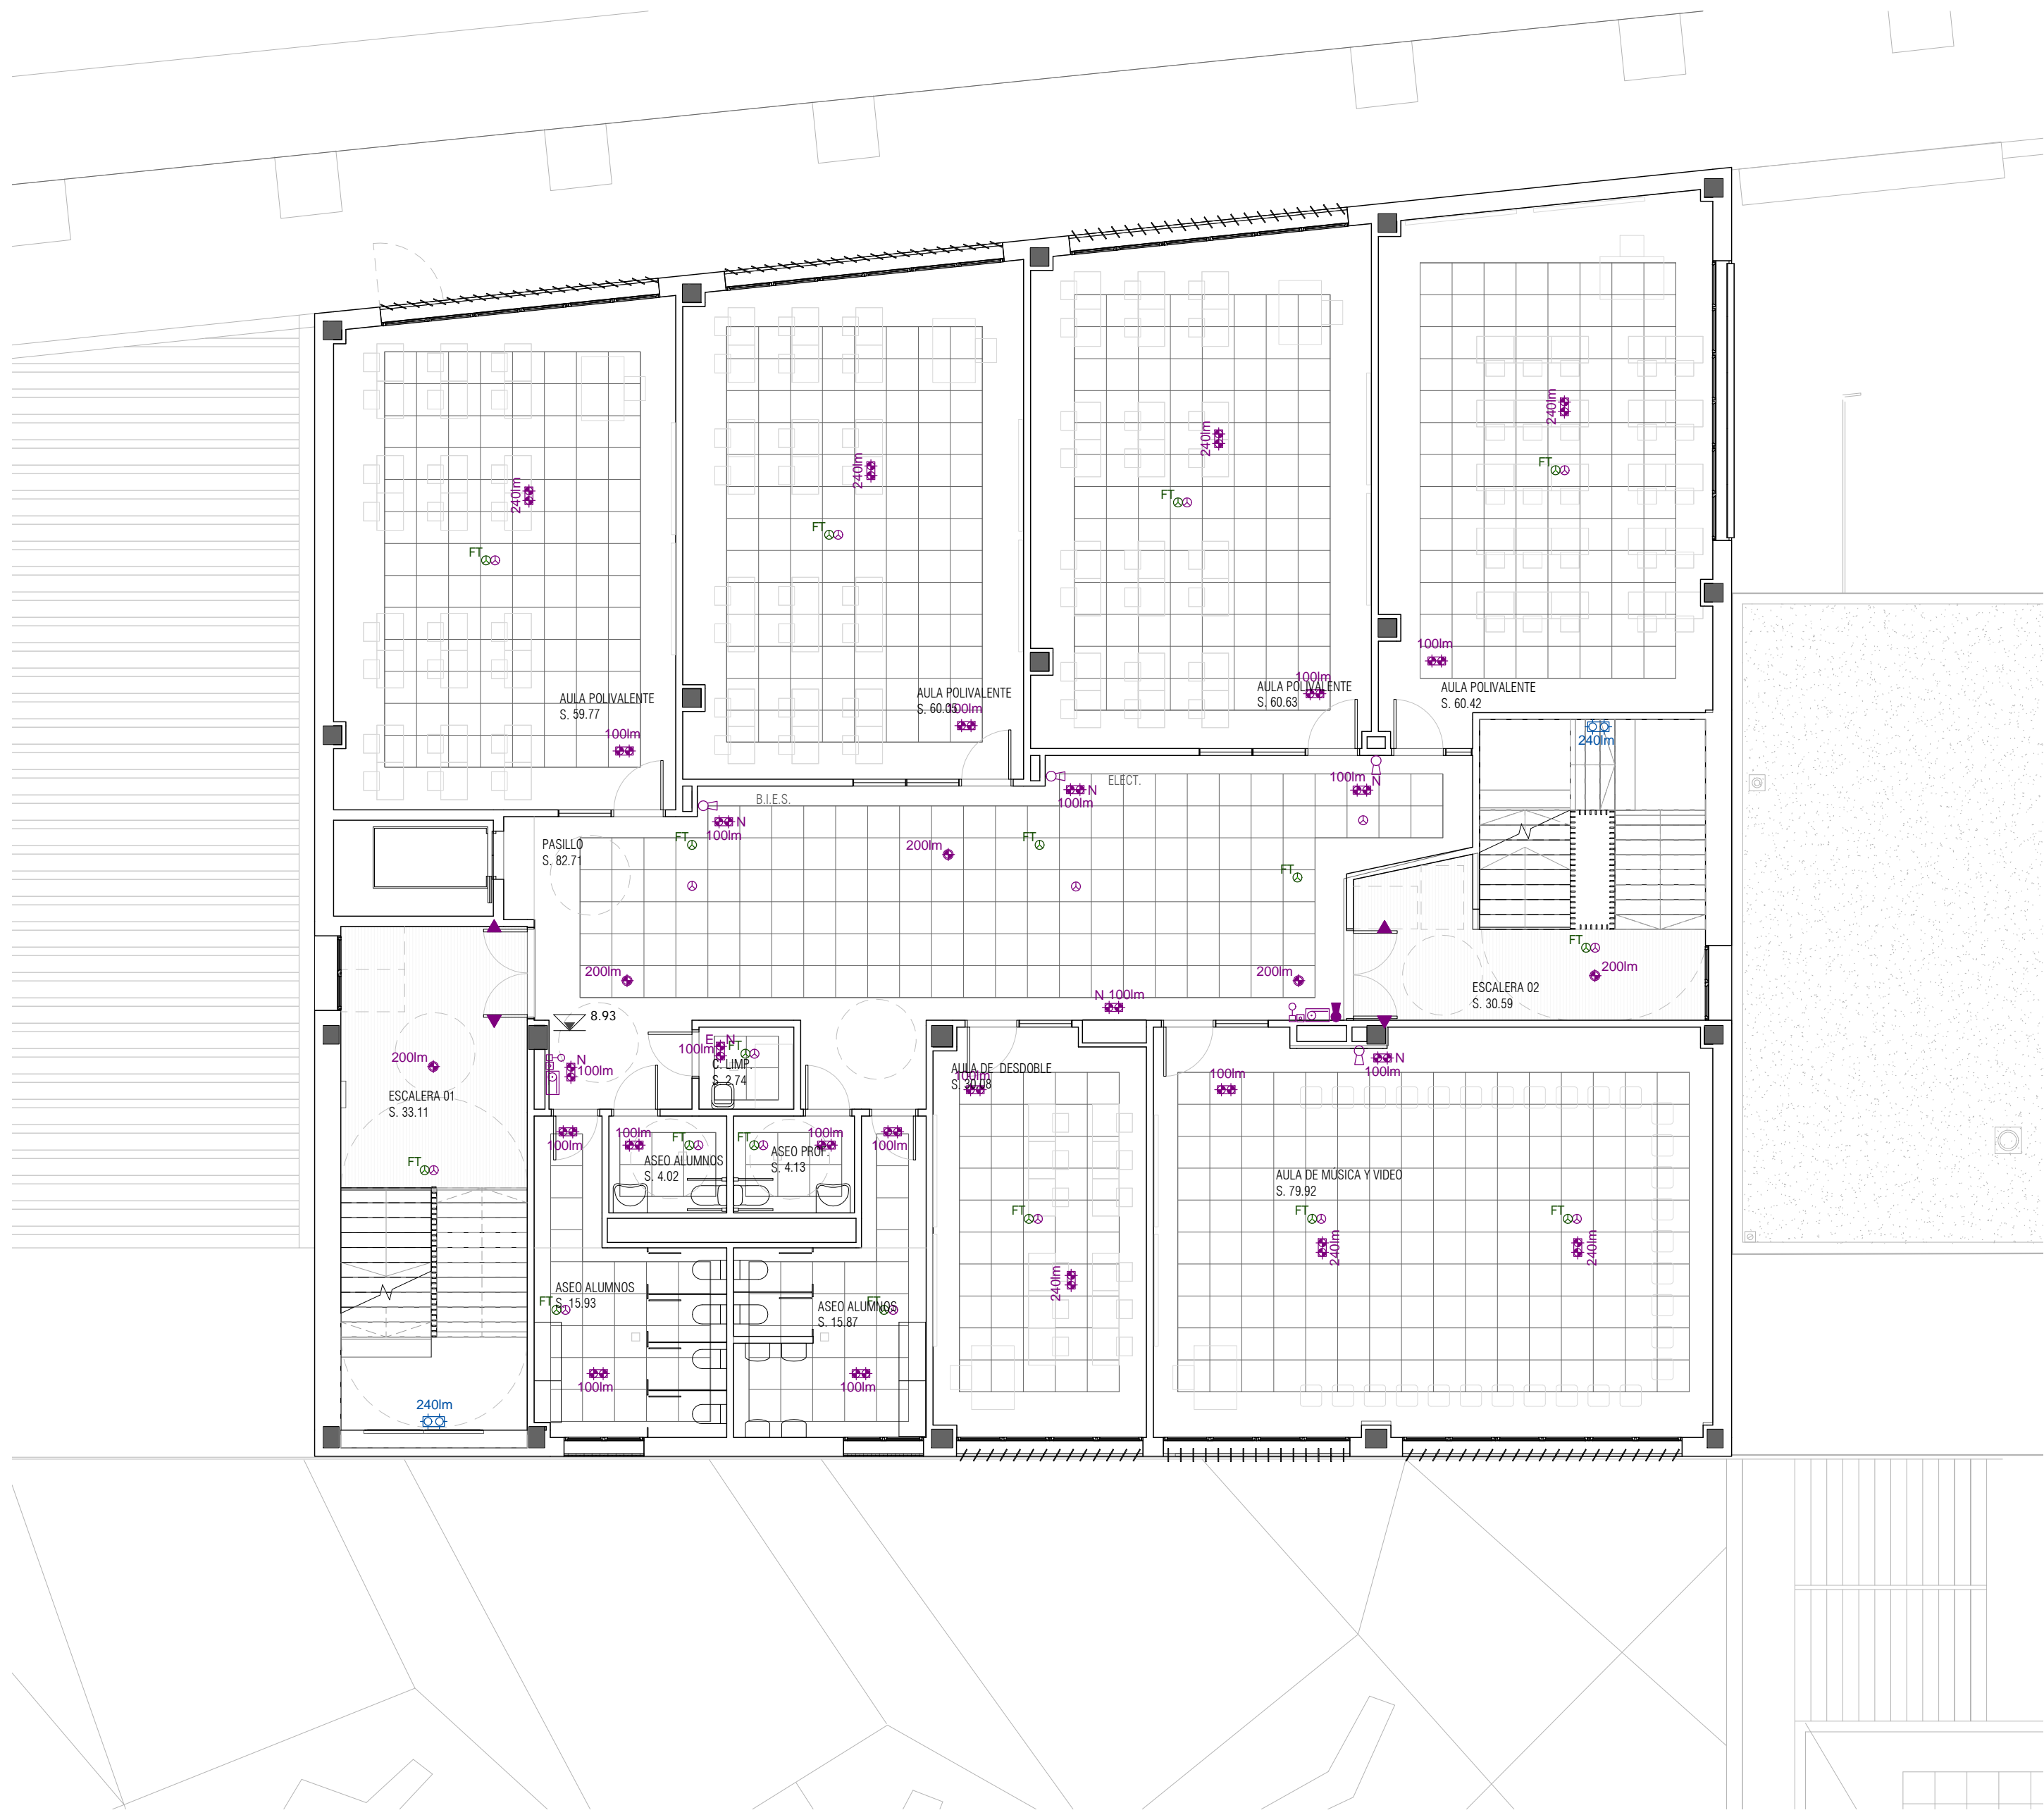 240lm
FT
240lm
FT
240lm
FT
240lm
FT
100lm
AULA POLIVALENTE
S. 59.77
100lm
AULA POLIVALENTE
S. 60.05
100lm
AULA POLIVALENTE
S. 60.63
100lm
AULA POLIVALENTE
S. 60.42
100lm
240lm
B.I.E.S.
ELECT.
N
100lm
N
100lm
100lm
N
PASILLO
S. 82.71
FT
200lm
FT
FT
200lm
200lm
FT
200lm
N 100lm
ESCALERA 02
S. 30.59
8.93
200lm
ESCALERA 01
S. 33.11
FT
240lm
N
100lm
E N
100lm
FT
C. LIMP.
S. 2.74
100lm
100lm
FT
ASEO ALUMNOS
S. 4.02
FT
100lm
ASEO PROF.
S. 4.13
100lm
ASEO ALUMNOS
S. 15.93
FT
100lm
ASEO ALUMNOS
S. 15.87
FT
100lm
AULA DE DESDOBLE
S. 30.08
100lm
FT
240lm
100lm
N
100lm
AULA DE MÚSICA Y VIDEO
S. 79.92
FT
240lm
FT
240lm